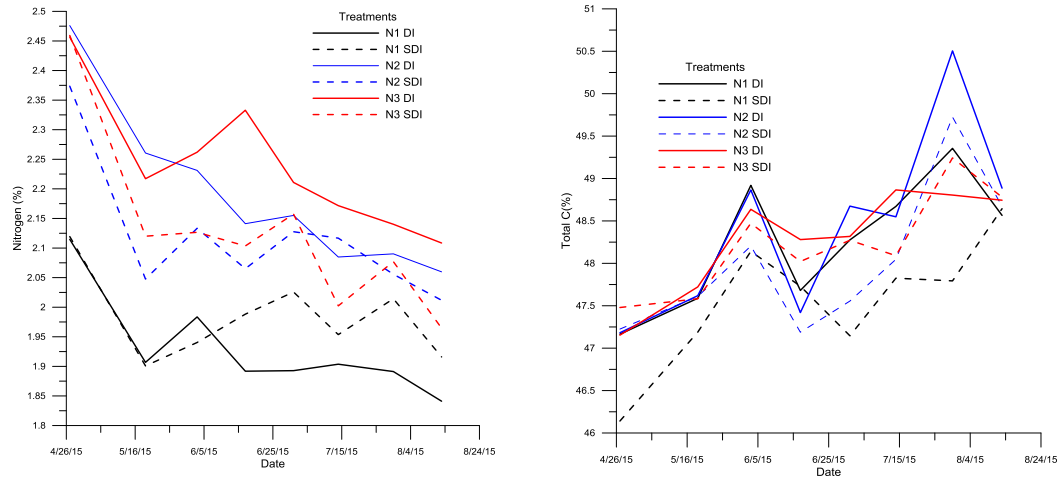 Treatments
N1 DI
N1 SDI
N2 DI
N2 SDI
N3 DI
N3 SDI
2.5
2.45
2.4
2.35
2.3
2.25
2.2
2.15
2.1
2.05
2
1.95
1.9
1.85
1.8
Nitrogen (%)
4/26/15 5/16/15 6/5/15 6/25/15 7/15/15 8/4/15 8/24/15
Date
Treatments
N1 DI
N1 SDI
N2 DI
N2 SDI
N3 DI
N3 SDI
51
50.5
50
49.5
49
48.5
48
47.5
47
46.5
46
Total C(%)
4/26/15 5/16/15 6/5/15 6/25/15 7/15/15 8/4/15 8/24/15
Date